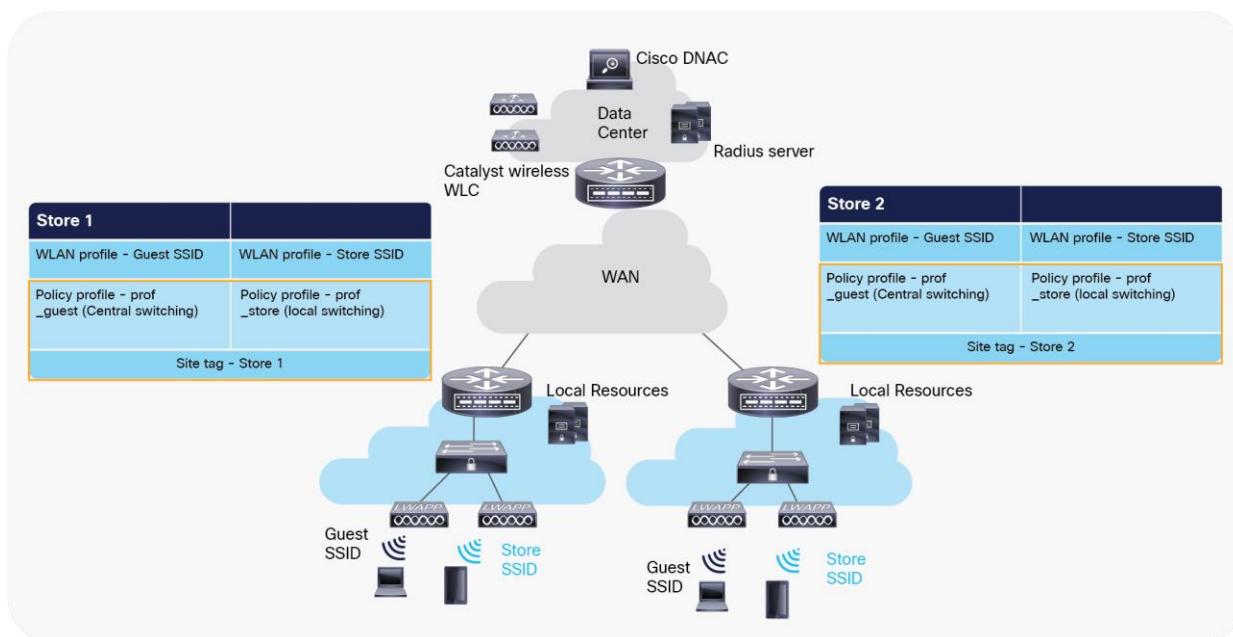 Cisco DNAC
Data
Center
Radius server
Catalyst wireless
WLC
Store 1
WLAN profile - Guest SSID
WLAN profile - Store SSID
Policy profile - prof
_guest (Central switching)
Policy profile - prof
_store (local switching)
Site tag - Store 1
Store 2
WLAN profile - Guest SSID
WLAN profile - Store SSID
Policy profile - prof
_guest (Central switching)
Policy profile - prof
_store (local switching)
Site tag - Store 2
WAN
Local Resources
Local Resources
LWAPP
LWAPP
LWAPP
LWAPP
Guest
SSID
Store
SSID
Guest
SSID
Store
SSID